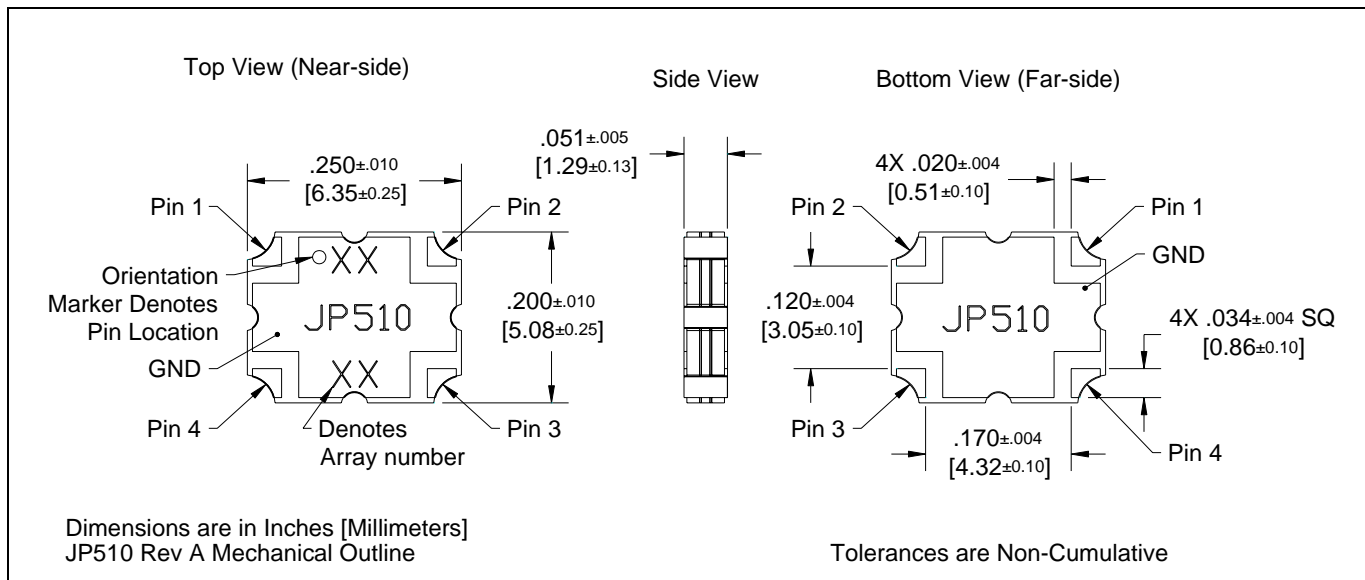 Top View (Near-side)
Side View
Bottom View (Far-side)
.250±.010
[6.35±0.25]
.051±.005
[1.29±0.13]
4X .020±.004
[0.51±0.10]
Pin 1
Pin 2
Pin 2
Pin 1
Orientation
Marker Denotes
Pin Location
XX
GND
JP510
.200±.010
[5.08±0.25]
.120±.004
[3.05±0.10]
JP510
4X .034±.004 SQ
[0.86±0.10]
GND
XX
Pin 4
Denotes
Array number
Pin 3
Pin 3
.170±.004
[4.32±0.10]
Pin 4
Dimensions are in Inches [Millimeters]
JP510 Rev A Mechanical Outline
Tolerances are Non-Cumulative